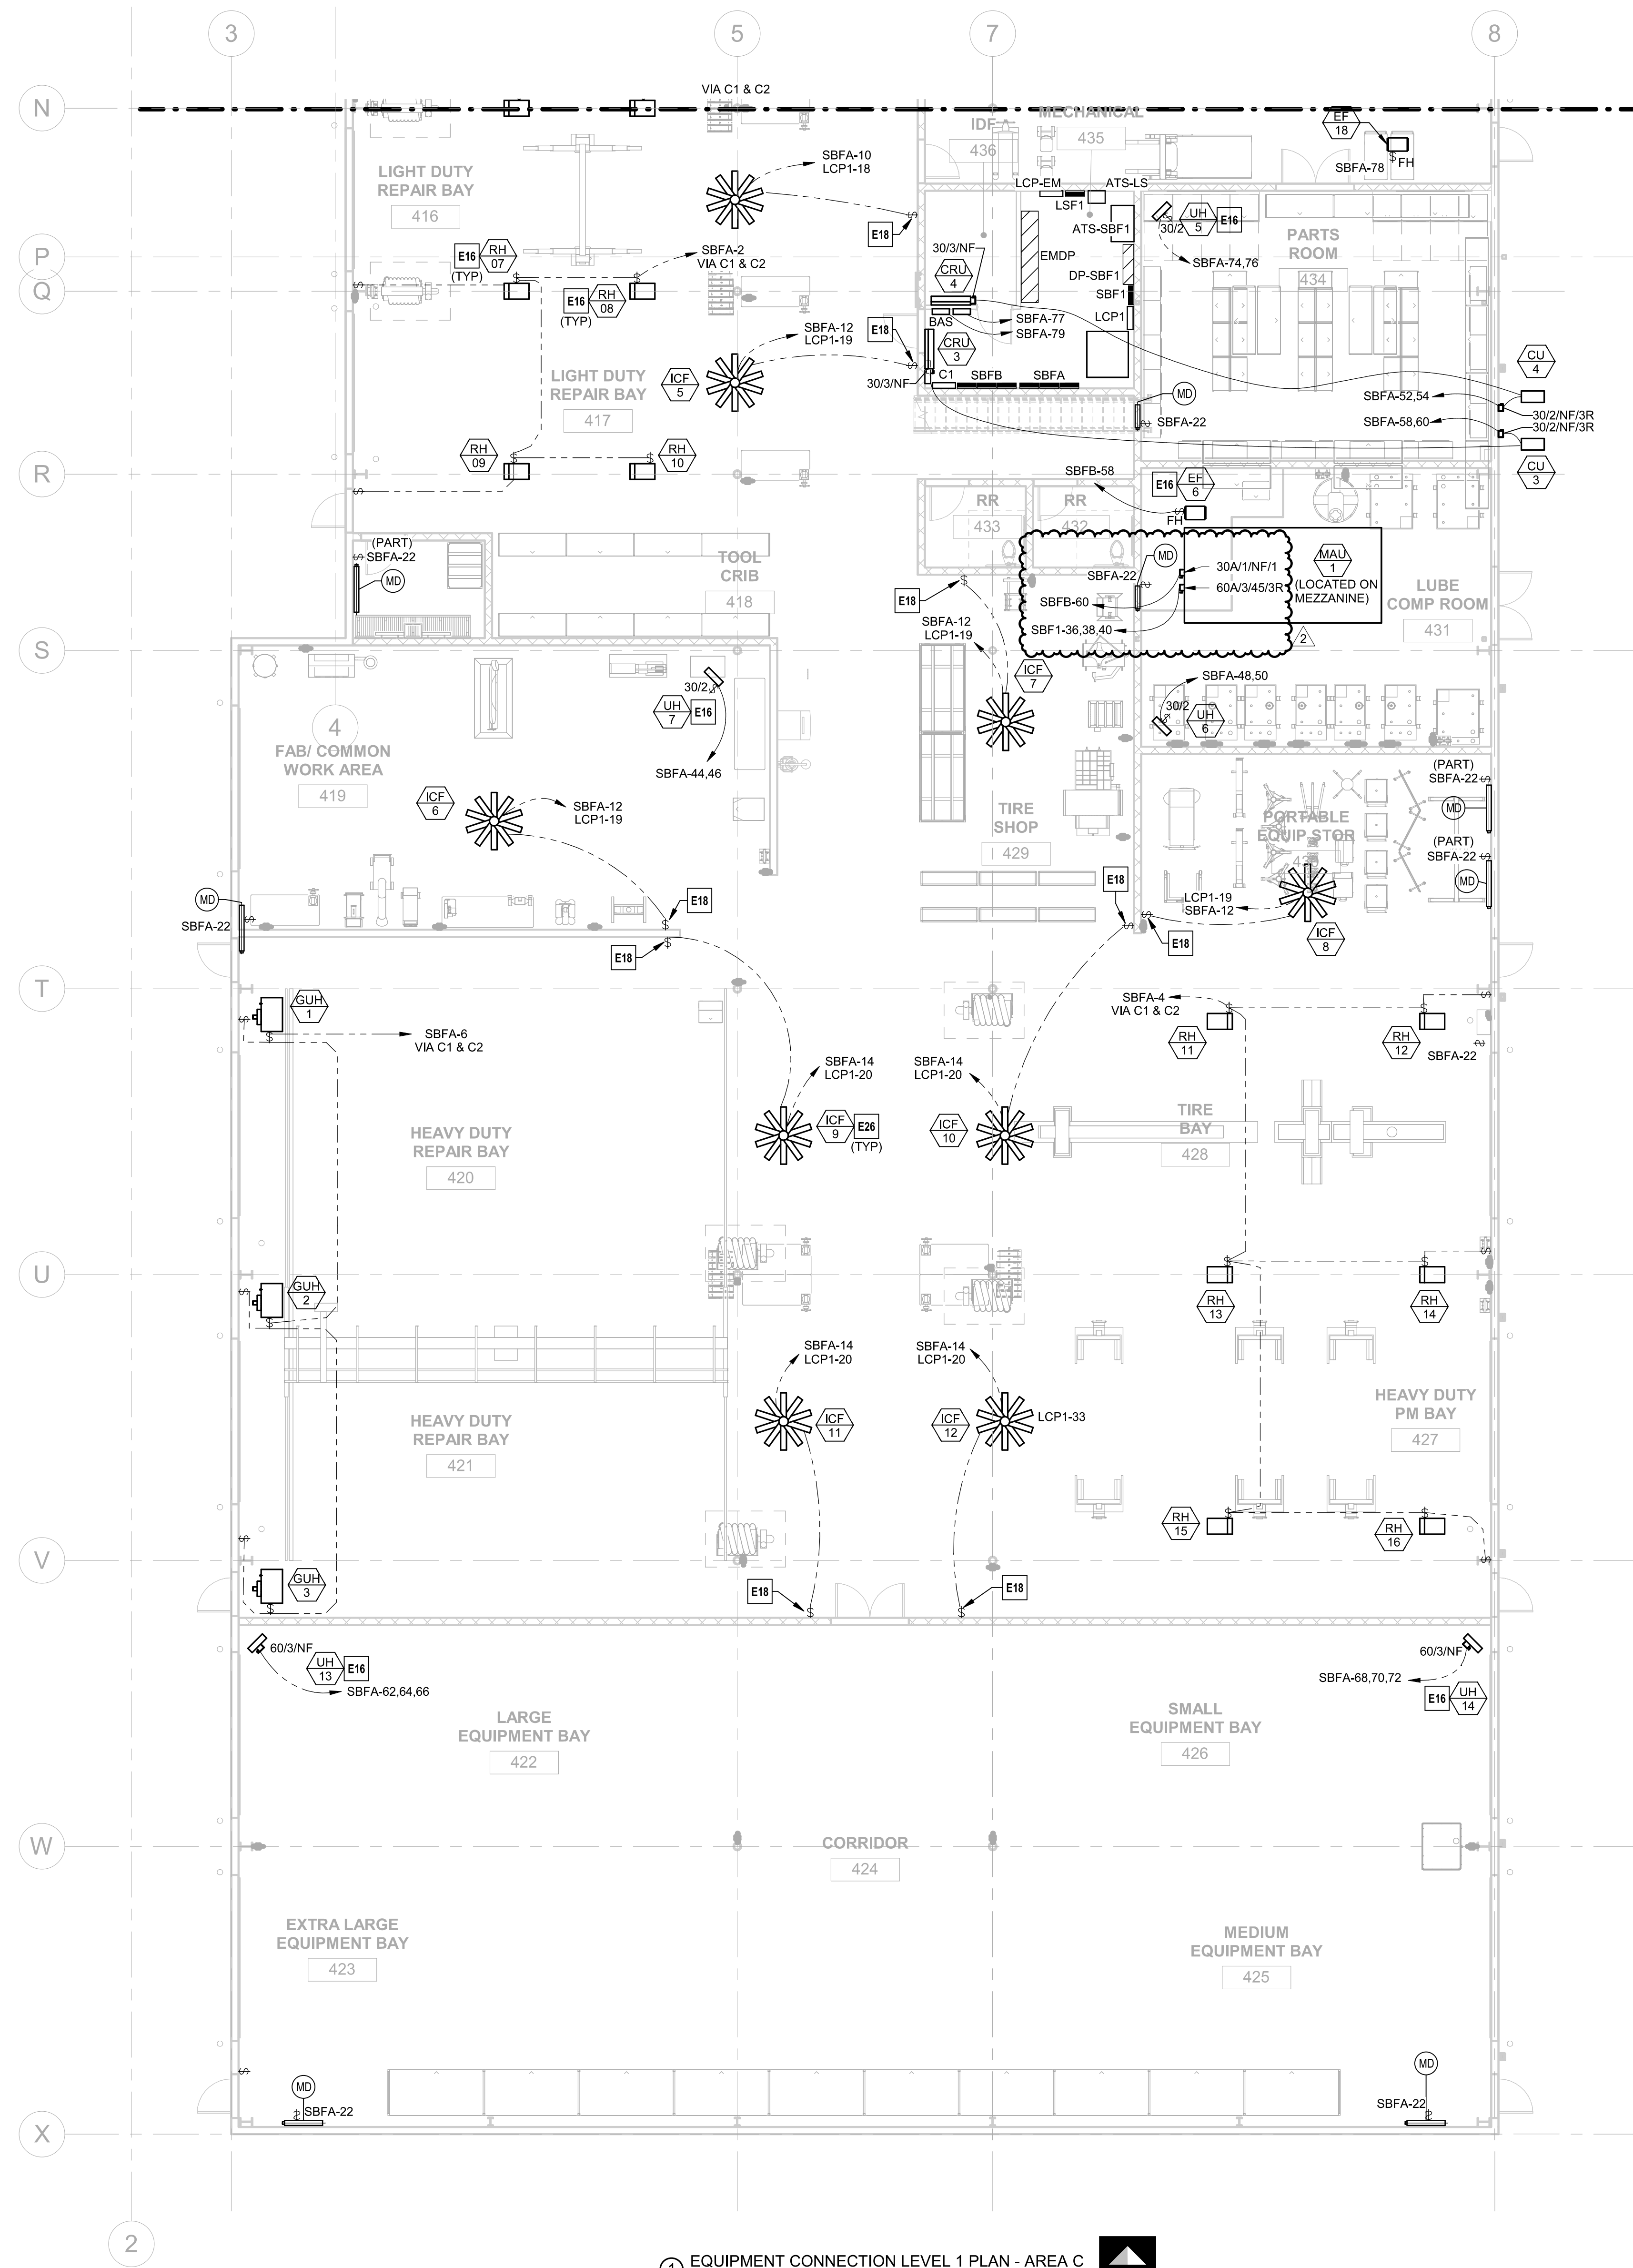 3
5
7
8
N
VIA C1 & C2
IDF
436
MECHANICAL
435
EF
18
SBFA-78
FH
LIGHT DUTY
REPAIR BAY
416
SBFA-10
LCP1-18
E18
LCP-EM
ATS-LS
LSF1
ATS-SBF1
EMDP
DP-SBF1
SBF1
LCP1
UH
5
E16
30/2
SBFA-74,76
PARTS
ROOM
434
P
Q
E16
RH
07
(TYP)
SBFA-2
VIA C1 & C2
E16
RH
08
(TYP)
30/3/NF
CRU
4
SBFA-77
SBFA-79
BAS
CRU
3
30/3/NF
C1
SBFB
SBFA
SBFA-12
LCP1-19
E18
ICF
5
LIGHT DUTY
REPAIR BAY
417
MD
SBFA-22
CU
4
SBFA-52,54
30/2/NF/3R
SBFA-58,60
30/2/NF/3R
CU
3
R
RH
09
RH
10
SBFB-58
E16
EF
6
FH
RR
433
RR
432
(PART)
SBFA-22
MD
TOOL
CRIB
418
E18
SBFA-22
MD
30A/1/NF/1
60A/3/45/3R
SBFB-60
SBF1-36,38,40
MAU
1
(LOCATED ON
MEZZANINE)
2
LUBE
COMP ROOM
431
S
SBFA-12
LCP1-19
ICF
7
30/2
UH
7
E16
SBFA-44,46
SBFA-48,50
30/2
UH
6
4
FAB/ COMMON
WORK AREA
419
ICF
6
SBFA-12
LCP1-19
TIRE
SHOP
429
PORTABLE
EQUIP STOR
(PART)
SBFA-22
MD
(PART)
SBFA-22
MD
E18
LCP1-19
SBFA-12
ICF
8
E18
MD
SBFA-22
E18
E18
T
GUH
1
SBFA-6
VIA C1 & C2
SBFA-4
VIA C1 & C2
RH
11
RH
12
SBFA-22
SBFA-14
LCP1-20
ICF
9
E26
(TYP)
SBFA-14
LCP1-20
ICF
10
HEAVY DUTY
REPAIR BAY
420
TIRE
BAY
428
U
GUH
2
RH
13
RH
14
SBFA-14
LCP1-20
ICF
11
SBFA-14
LCP1-20
ICF
12
LCP1-33
HEAVY DUTY
REPAIR BAY
421
HEAVY DUTY
PM BAY
427
RH
15
RH
16
V
GUH
3
E18
E18
60/3/NF
UH
13
E16
SBFA-62,64,66
60/3/NF
SBFA-68,70,72
E16
UH
14
LARGE
EQUIPMENT BAY
422
SMALL
EQUIPMENT BAY
426
W
CORRIDOR
424
EXTRA LARGE
EQUIPMENT BAY
423
MEDIUM
EQUIPMENT BAY
425
MD
SBFA-22
MD
SBFA-22
X
2
1
EQUIPMENT CONNECTION LEVEL 1 PLAN - AREA C